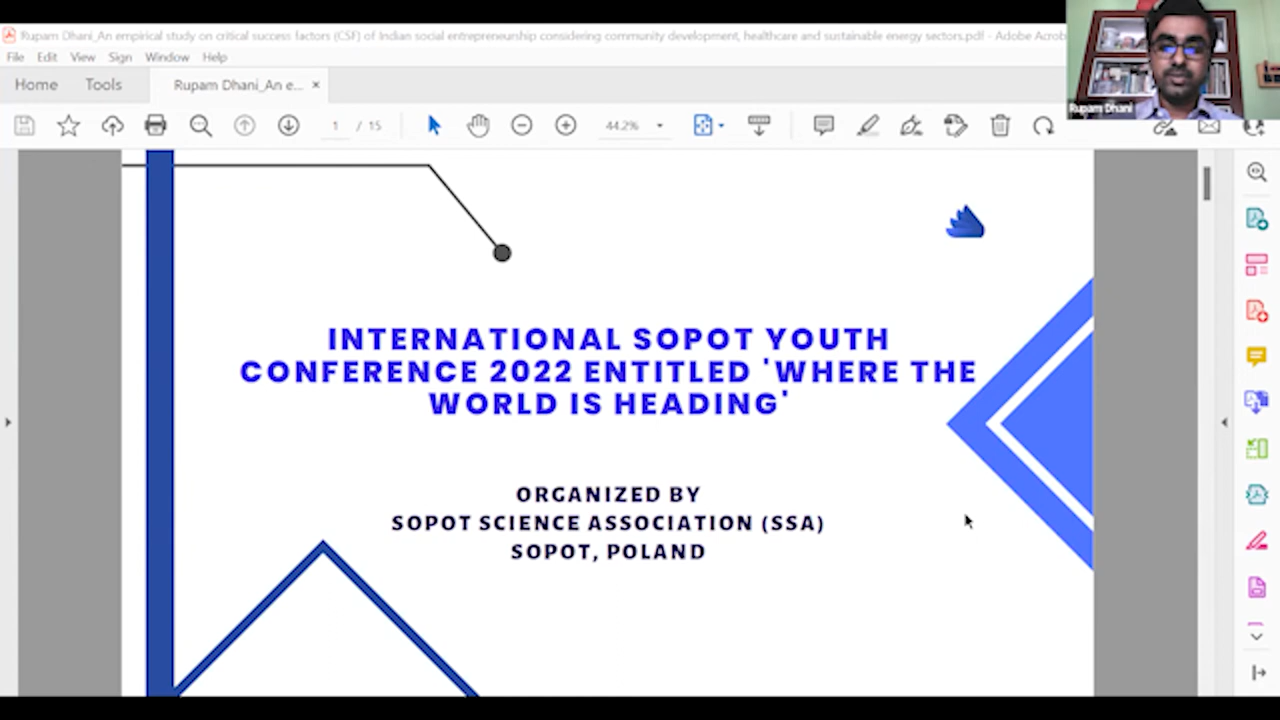 Rupam Dhani_An empirical study on critical success factors (CSF) of Indian social entrepreneurship considering community development, healthcare and sustainable energy sectors.pdf - Adobe Acrob
File Edit View Sign Window Help
Home Tools Rupam Dhani_An e... ×
1 / 15 44.2%
Rupam Dhani
INTERNATIONAL SOPOT YOUTH
CONFERENCE 2022 ENTITLED 'WHERE THE
WORLD IS HEADING'
ORGANIZED BY
SOPOT SCIENCE ASSOCIATION (SSA)
SOPOT, POLAND